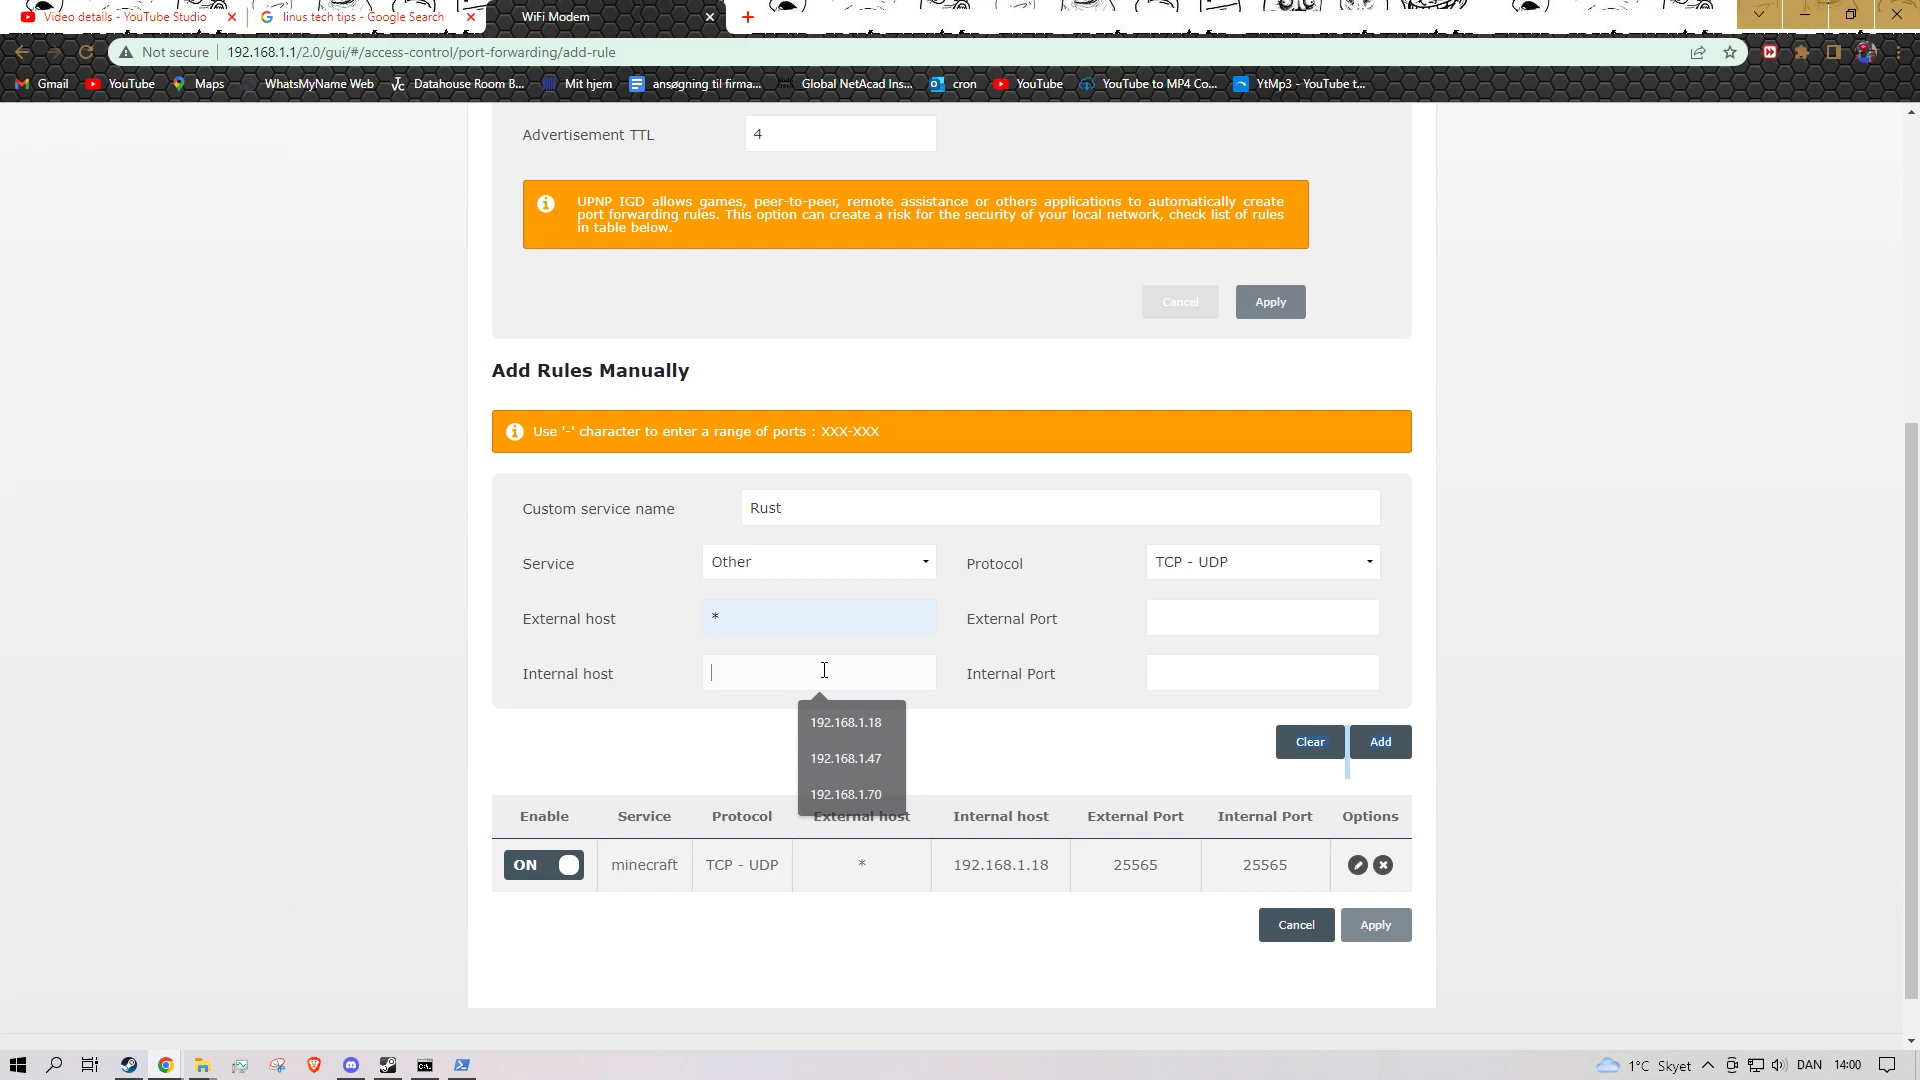 Video details - YouTube Studio
linus tech tips - Google Search
WiFi Modem
Not secure
192.168.1.1/2.0/gui/#/access-control/port-forwarding/add-rule
Gmail
YouTube
Maps
WhatsMyName Web
Datahouse Room B...
Mit hjem
ansøgning til firma...
Global NetAcad Ins...
cron
YouTube
YouTube to MP4 Co...
YtMp3 - YouTube t...
Advertisement TTL
4
UPNP IGD allows games, peer-to-peer, remote assistance or others applications to automatically create
port forwarding rules. This option can create a risk for the security of your local network, check list of rules
in table below.
Cancel
Apply
Add Rules Manually
Use '-' character to enter a range of ports : XXX-XXX
Custom service name
Rust
Service
Other
Protocol
TCP - UDP
External host
*
External Port
Internal host
Internal Port
192.168.1.18
192.168.1.47
192.168.1.70
Clear
Add
Enable
Service
Protocol
External host
Internal host
External Port
Internal Port
Options
ON
minecraft
TCP - UDP
*
192.168.1.18
25565
25565
Cancel
Apply
1°C Skyet
DAN
14:00